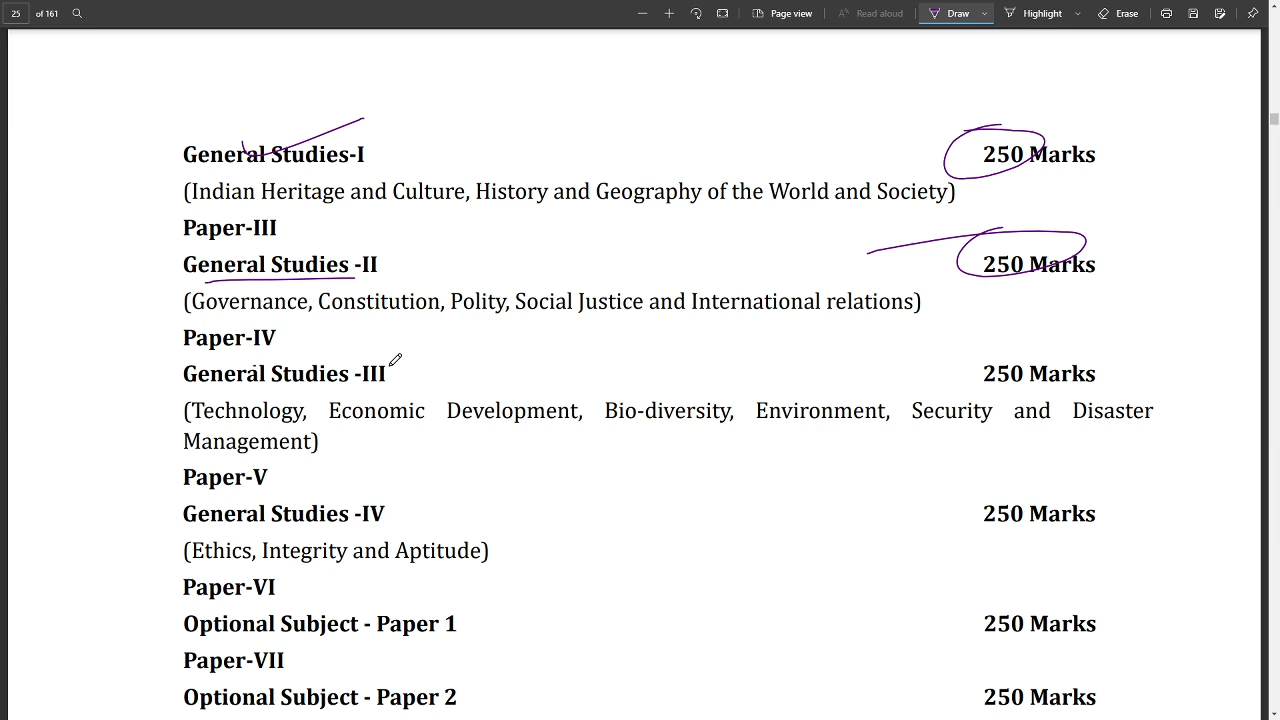 25 of 161 Page view Read aloud Draw Highlight Erase
General Studies-I 250 Marks
(Indian Heritage and Culture, History and Geography of the World and Society)
Paper-III
General Studies -II 250 Marks
(Governance, Constitution, Polity, Social Justice and International relations)
Paper-IV
General Studies -III 250 Marks
(Technology, Economic Development, Bio-diversity, Environment, Security and Disaster
Management)
Paper-V
General Studies -IV 250 Marks
(Ethics, Integrity and Aptitude)
Paper-VI
Optional Subject - Paper 1 250 Marks
Paper-VII
Optional Subject - Paper 2 250 Marks